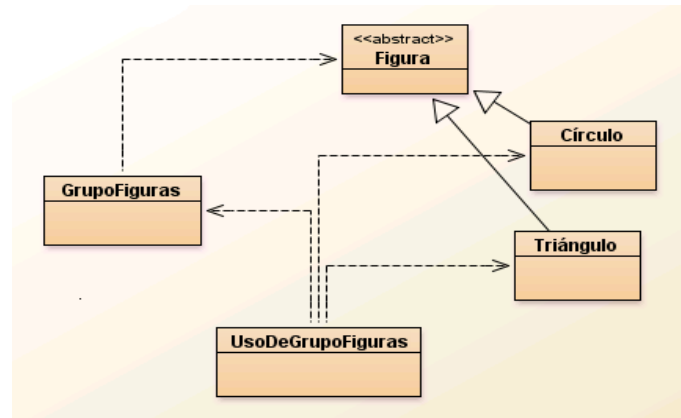 <<abstract>>
Figura
Círculo
GrupoFiguras
Triángulo
UsoDeGrupoFiguras